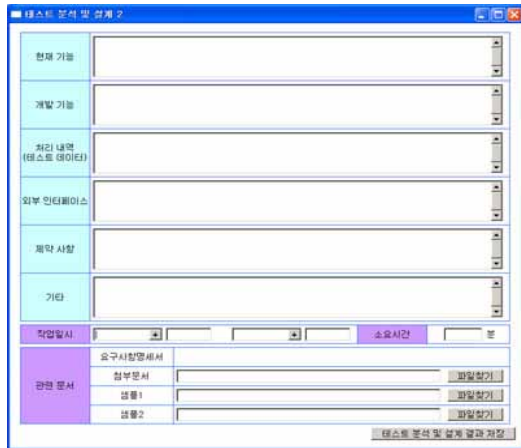 테스트 분석 및 설계 2
현재 기능
개발 기능
처리 내역
(테스트 데이터)
외부 인터페이스
제약 사항
기타
작업일시 소요시간 분
요구사항명세서
관련 문서 첨부문서 파일찾기
샘플1 파일찾기
샘플2 파일찾기
테스트 분석 및 설계 결과 저장